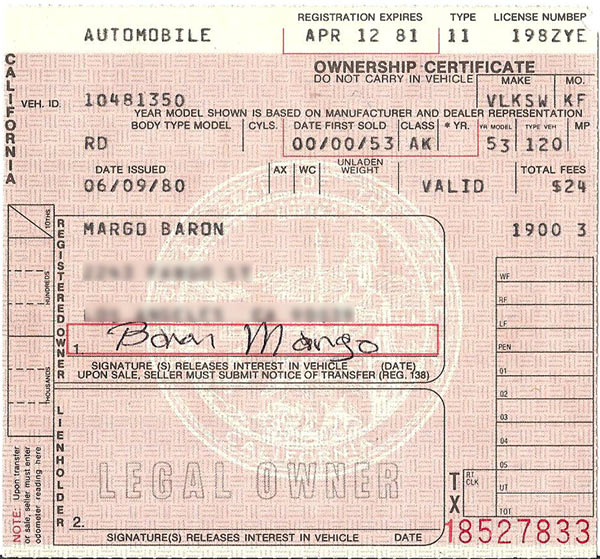 REGISTRATION EXPIRES TYPE LICENSE NUMBER
AUTOMOBILE APR 12 81 11 198ZYE
CALIFORNIA
OWNERSHIP CERTIFICATE
DO NOT CARRY IN VEHICLE MAKE MO.
VEH. ID 10481350 VLKSW KF
YEAR MODEL SHOWN IS BASED ON MANUFACTURER AND DEALER REPRESENTATION
BODY TYPE MODEL CYLS. DATE FIRST SOLD CLASS * YR. YR MODEL TYPE VEH MP
RD 00/00/53 AK 53 120
DATE ISSUED AX WC UNLADEN WEIGHT TOTAL FEES
06/09/80 VALID $24
10THS
HUNDREDS
THOUSANDS
REGISTERED OWNER
MARGO BARON 1900 3
1. Baron Margo
SIGNATURE (S) RELEASES INTEREST IN VEHICLE (DATE)
UPON SALE, SELLER MUST SUBMIT NOTICE OF TRANSFER (REG. 138)
WF
RF
LF
PEN
01
02
03
04
05
UT
TOT
RT CLK
TX
NOTE: Upon transfer
or sale, seller must enter
odometer reading here
LIENHOLDER
LEGAL OWNER
2.
SIGNATURE(S) RELEASES INTEREST IN VEHICLE DATE
18527833